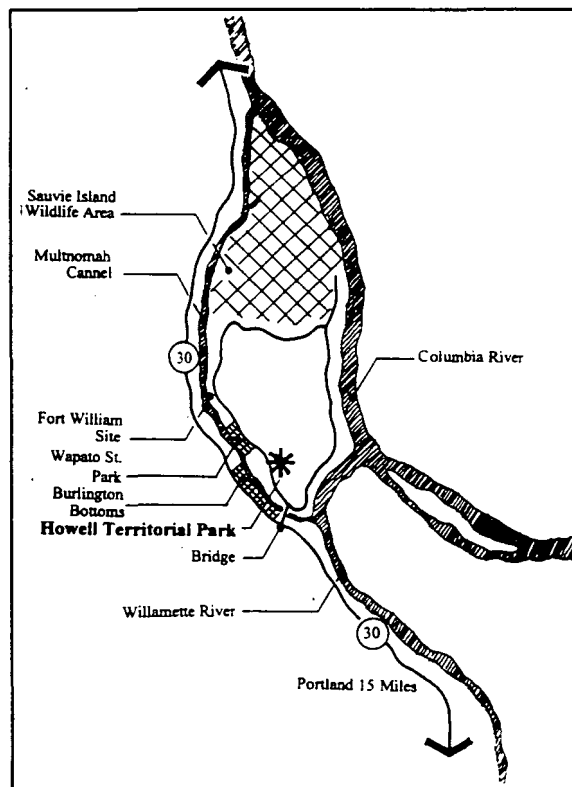 Sauvie Island
Wildlife Area
Multnomah
Cannel
30
Columbia River
Fort William
Site
Wapato St.
Park
Burlington
Bottoms
Howell Territorial Park
Bridge
Willamette River
30
Portland 15 Miles